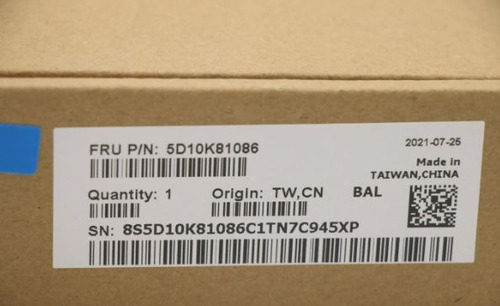 FRU P/N: 5D10K81086
2021-07-25
Made in
TAIWAN,CHINA
Quantity: 1 Origin: TW,CN BAL
SN: 8S5D10K81086C1TN7C945XP